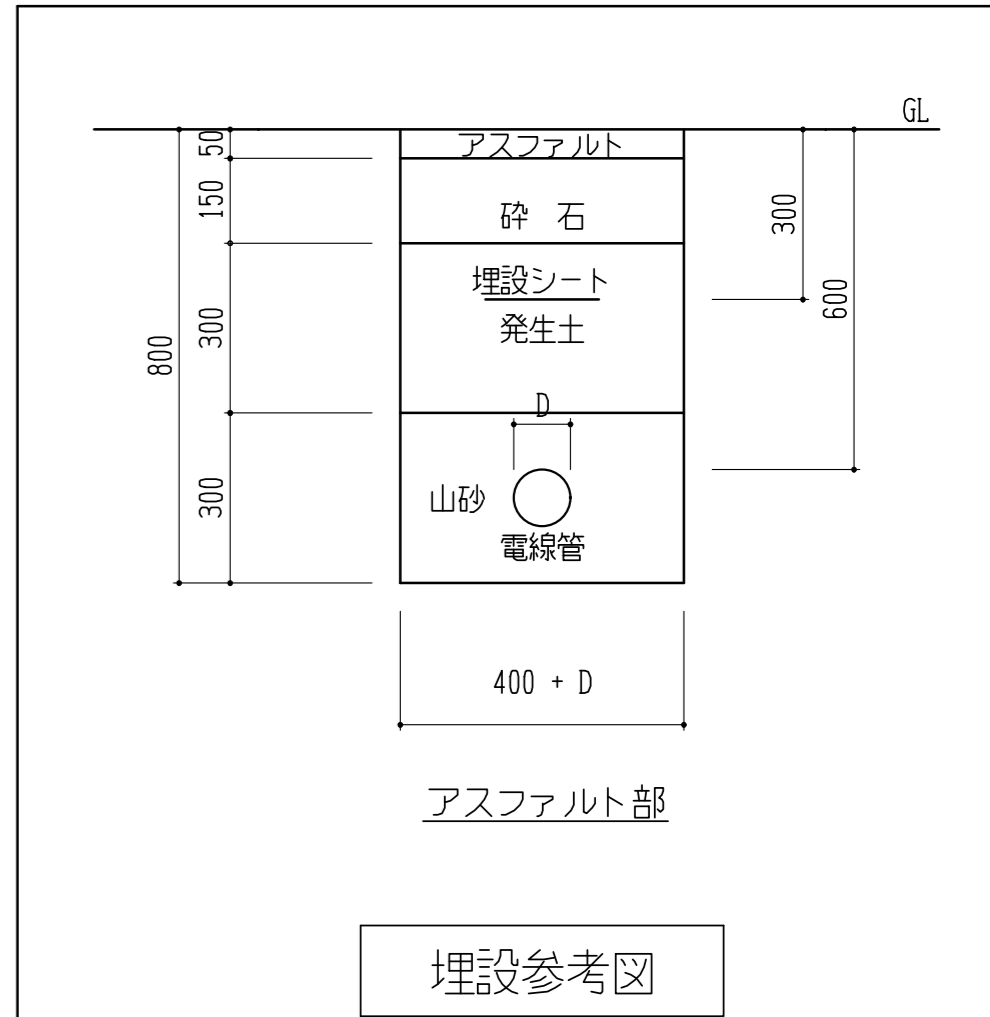 GL
アスファルト
50
150
砕 石
300
埋設シート
600
300
発生土
800
D
山砂
300
電線管
400 + D
アスファルト部
埋設参考図